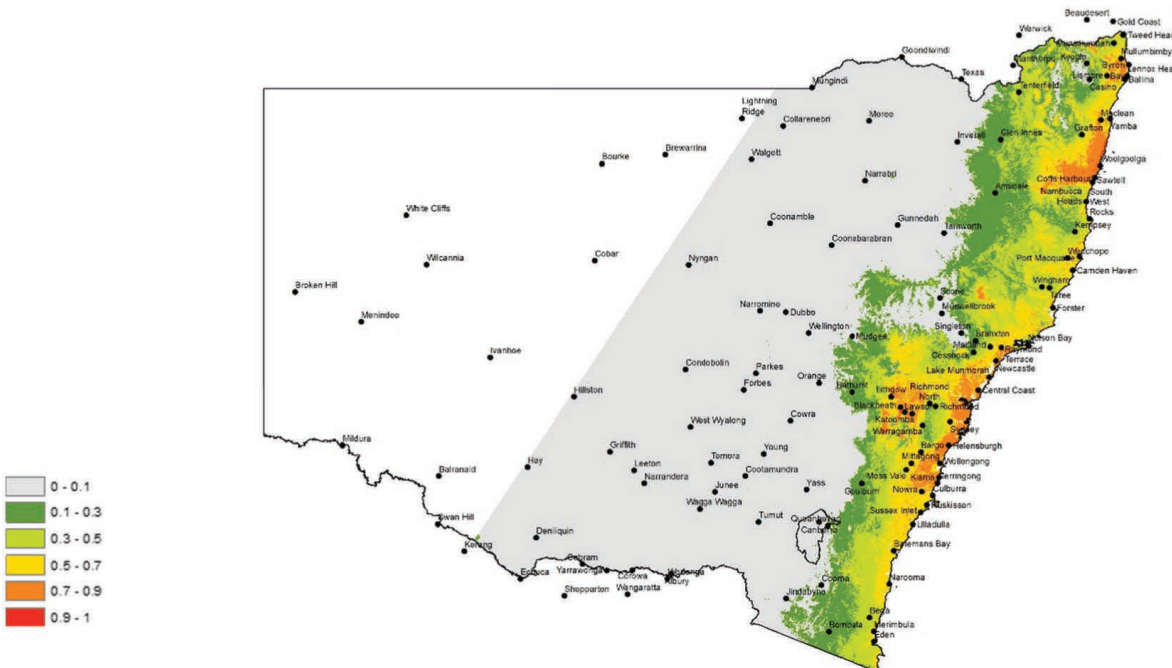 Beaudesert
Gold Coast
Warwick
Tweed Head
Goondiwindi
Mullumbimby
Kyogle
Byron
Bay
Lennox Hea
Lismore
Ballina
Casino
Texas
Tenterfield
Mungindi
Lightning
Ridge
Collarenebri
Moree
Maclean
Yamba
Grafton
Inverell
Glen Innes
Bourke
Brewarrina
Walgett
Woolgoolga
Narrabri
Coffs Harbour
Sawtell
Armidale
Nambucca
Heads
South
West
Rocks
White Cliffs
Coonamble
Gunnedah
Tamworth
Kempsey
Coonabarabran
Wilcannia
Cobar
Nyngan
Wauchope
Port Macquarie
Camden Haven
Broken Hill
Wingham
Taree
Menindee
Scone
Muswellbrook
Forster
Narromine
Dubbo
Wellington
Singleton
Mudgee
Branxton
Nelson Bay
Maitland
Raymond
Terrace
Cessnock
Ivanhoe
Condobolin
Parkes
Newcastle
Lake Munmorah
Orange
Forbes
Bathurst
Lithgow
Richmond
North
Richmond
Central Coast
Hillston
Blackheath
Lawson
Katoomba
Cowra
West Wyalong
Warragamba
Sydney
Mildura
Griffith
Young
Bargo
Helensburgh
Temora
Mittagong
Wollongong
Hay
Leeton
Cootamundra
Balranald
Narrandera
Junee
Yass
Moss Vale
Kiama
Gerringong
Goulburn
Nowra
Culburra
Wagga Wagga
Huskisson
Sussex Inlet
Swan Hill
Tumut
Queanbeyan
Canberra
Ulladulla
Deniliquin
Kerang
Batemans Bay
Cobram
Echuca
Yarrawonga
Corowa
Wodonga
Albury
Shepparton
Wangaratta
Cooma
Narooma
Jindabyne
Bega
Bombala
Merimbula
Eden
0 - 0.1
0.1 - 0.3
0.3 - 0.5
0.5 - 0.7
0.7 - 0.9
0.9 - 1